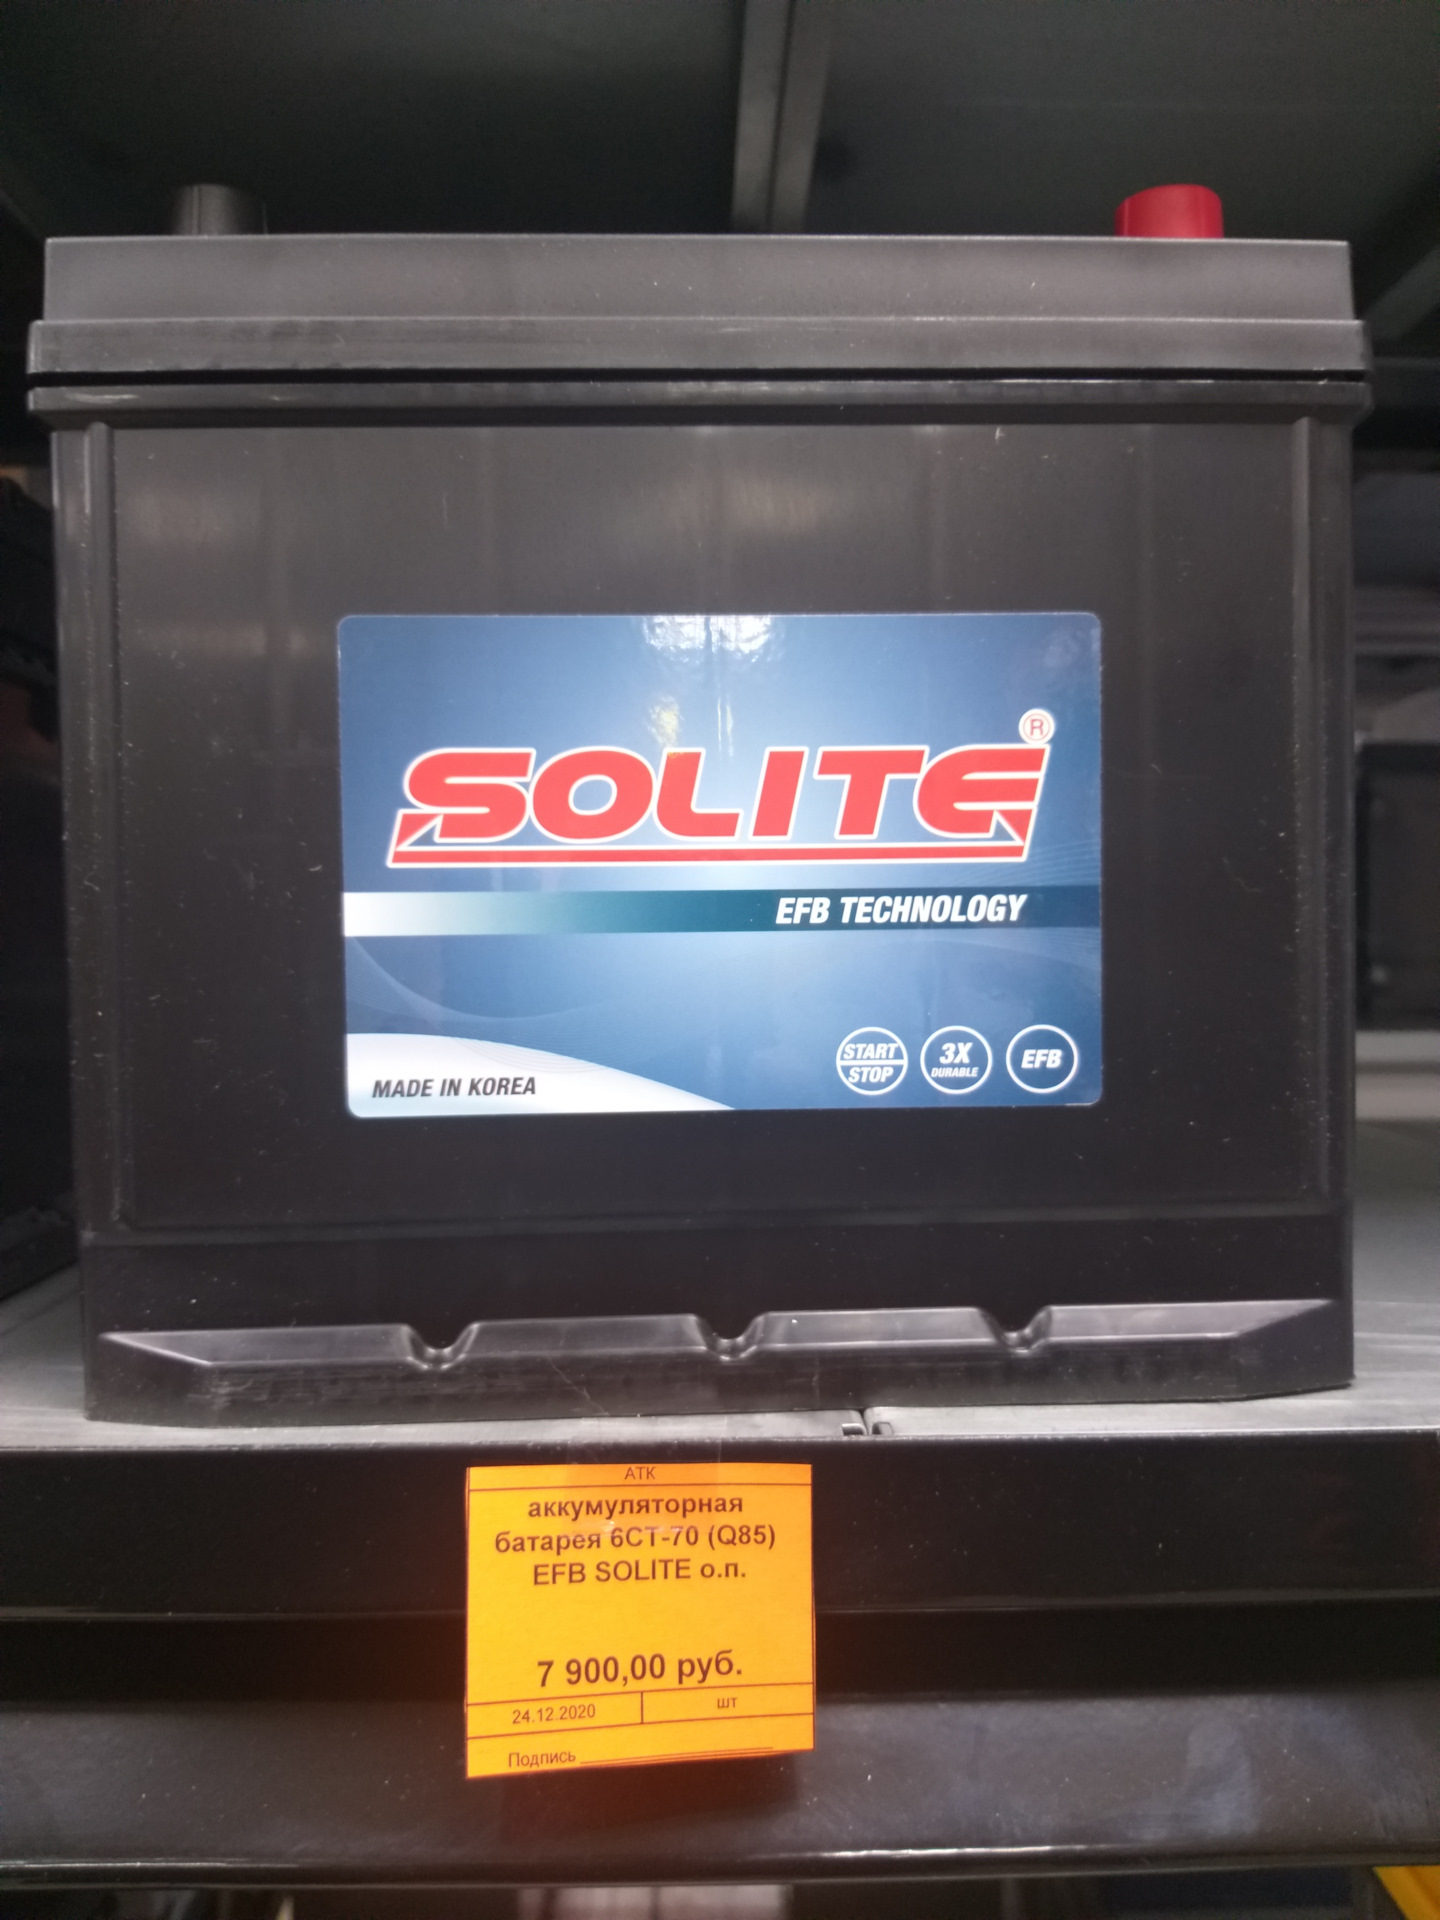 SOLITE®
EFB TECHNOLOGY
START
STOP
3X
DURABLE
EFB
MADE IN KOREA
АТК
аккумуляторная
батарея 6СТ-70 (Q85)
EFB SOLITE о.п.
7 900,00 руб.
24.12.2020 шт
Подпись